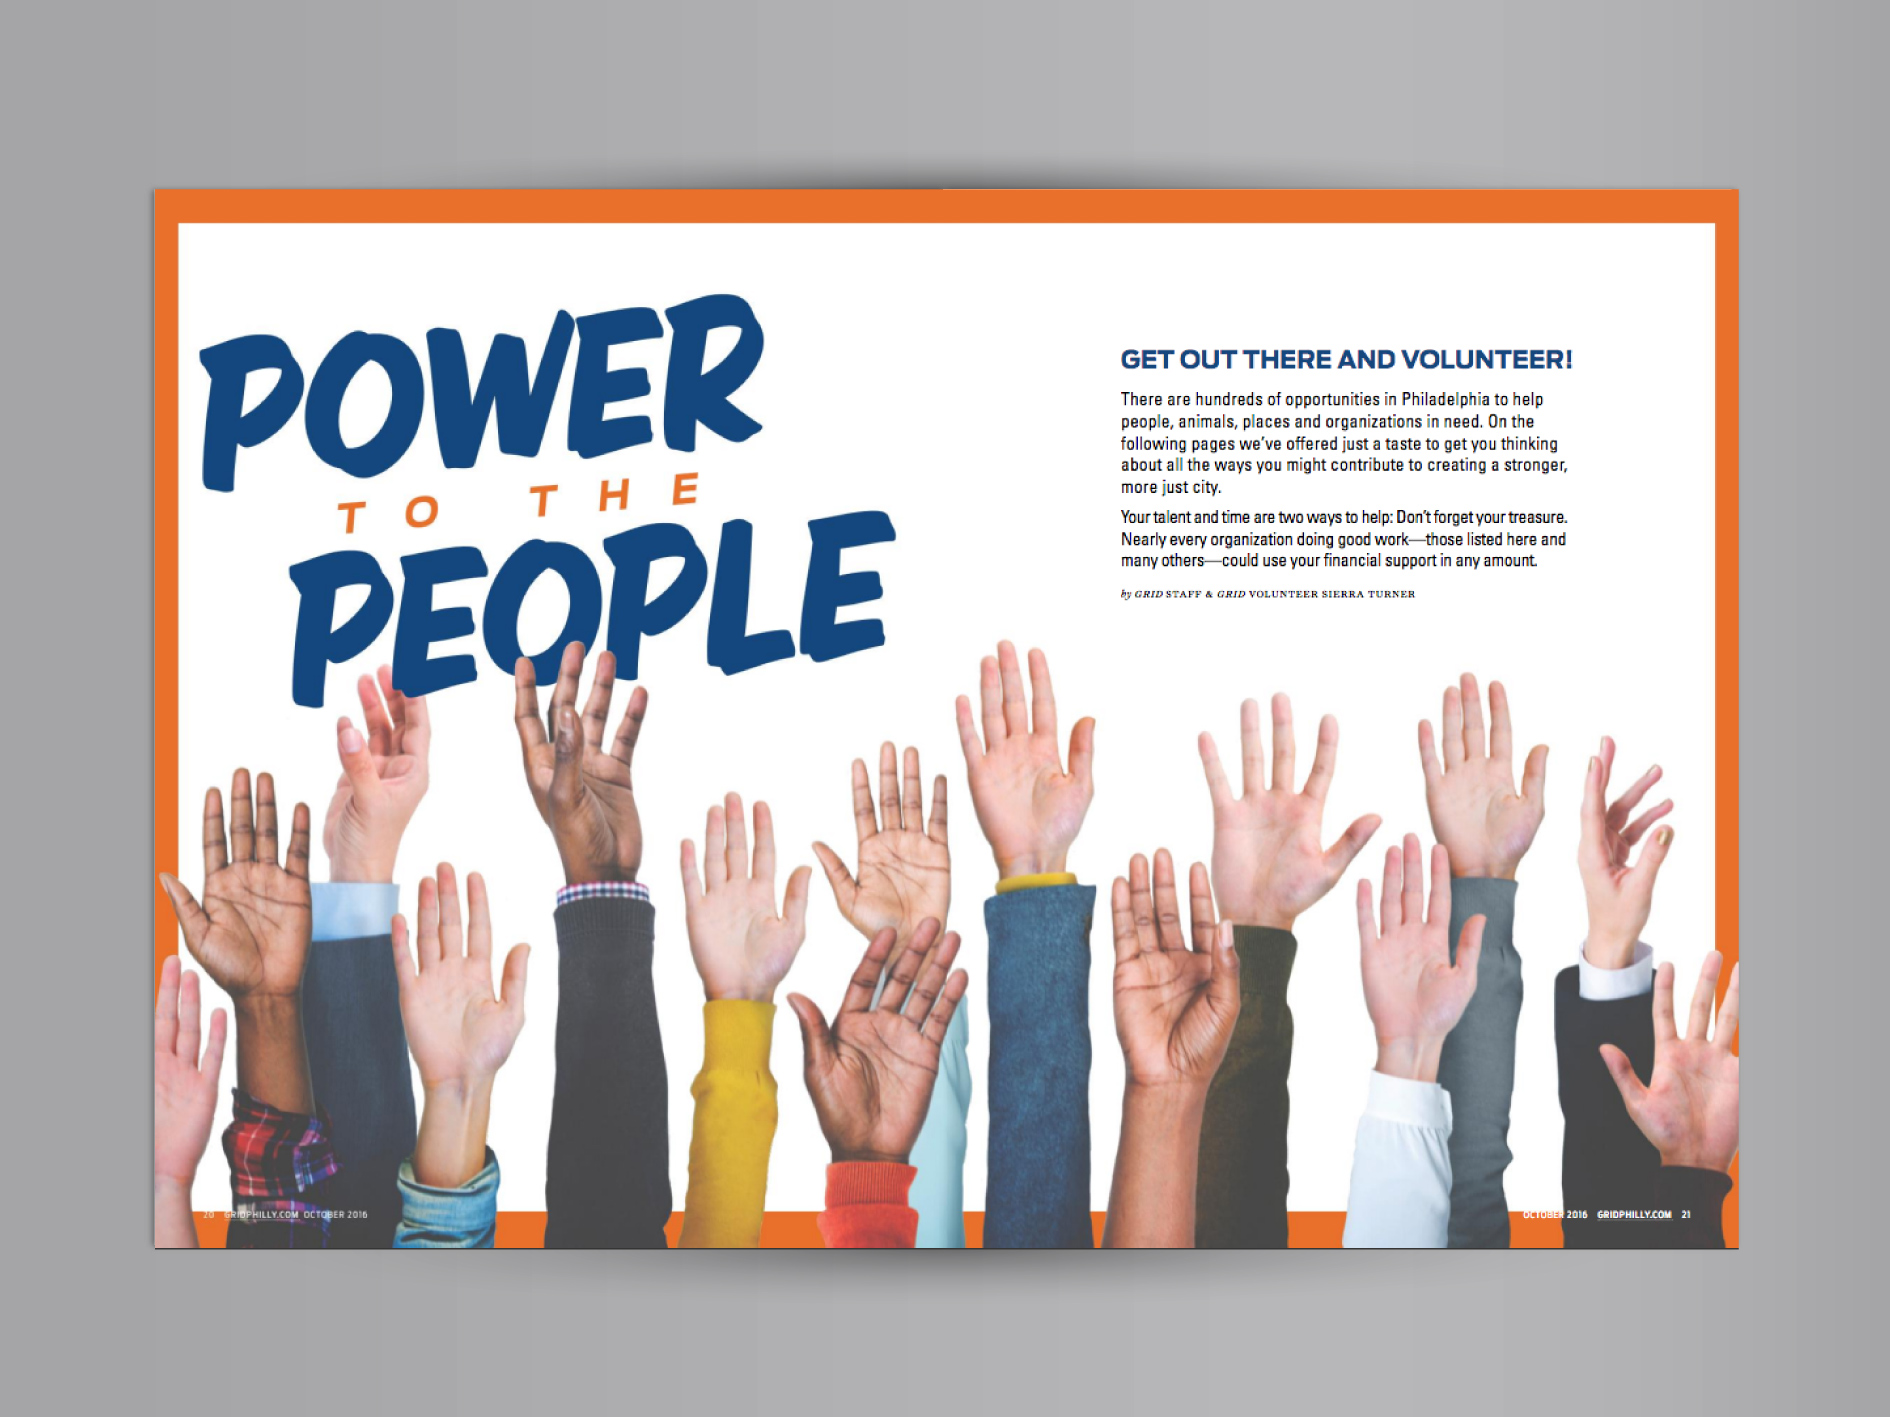 POWER
TO THE
PEOPLE
GET OUT THERE AND VOLUNTEER!
There are hundreds of opportunities in Philadelphia to help
people, animals, places and organizations in need. On the
following pages we've offered just a taste to get you thinking
about all the ways you might contribute to creating a stronger,
more just city.
Your talent and time are two ways to help: Don't forget your treasure.
Nearly every organization doing good work—those listed here and
many others—could use your financial support in any amount.
by GRID STAFF & GRID VOLUNTEER SIERRA TURNER
20 GRIDPHILLY.COM OCTOBER 2016
OCTOBER 2016 GRIDPHILLY.COM 21